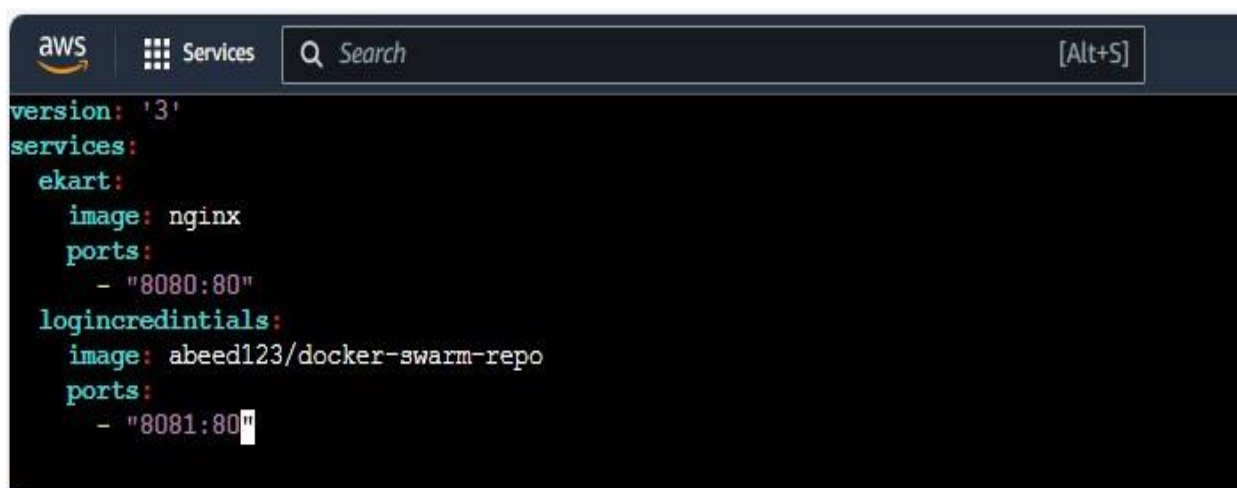 aws Services Search [Alt+S]
version: '3'
services:
  ekart:
    image: nginx
    ports:
      - "8080:80"
  logincredintials:
    image: abeed123/docker-swarm-repo
    ports:
      - "8081:80"